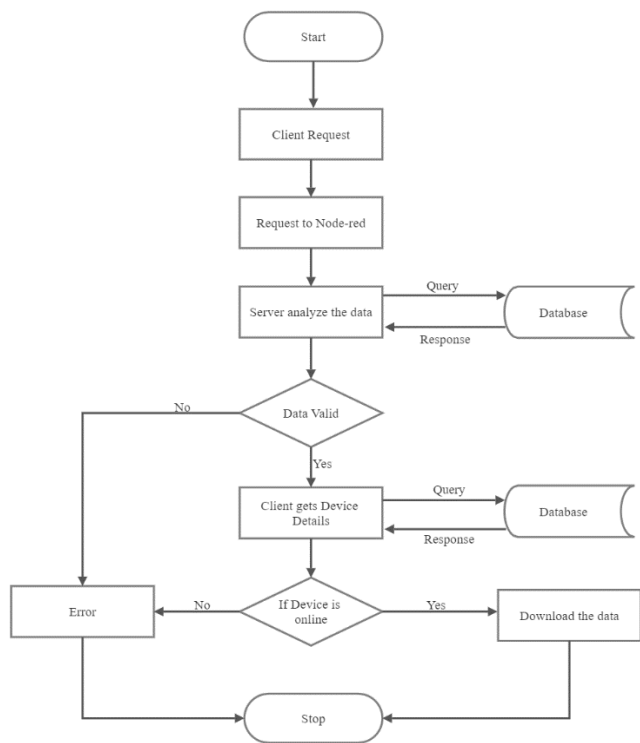 Start
Client Request
Request to Node-red
Server analyze the data
Query
Database
Response
Data Valid
No
Yes
Client gets Device
Details
Query
Database
Response
Error
No
If Device is
online
Yes
Download the data
Stop